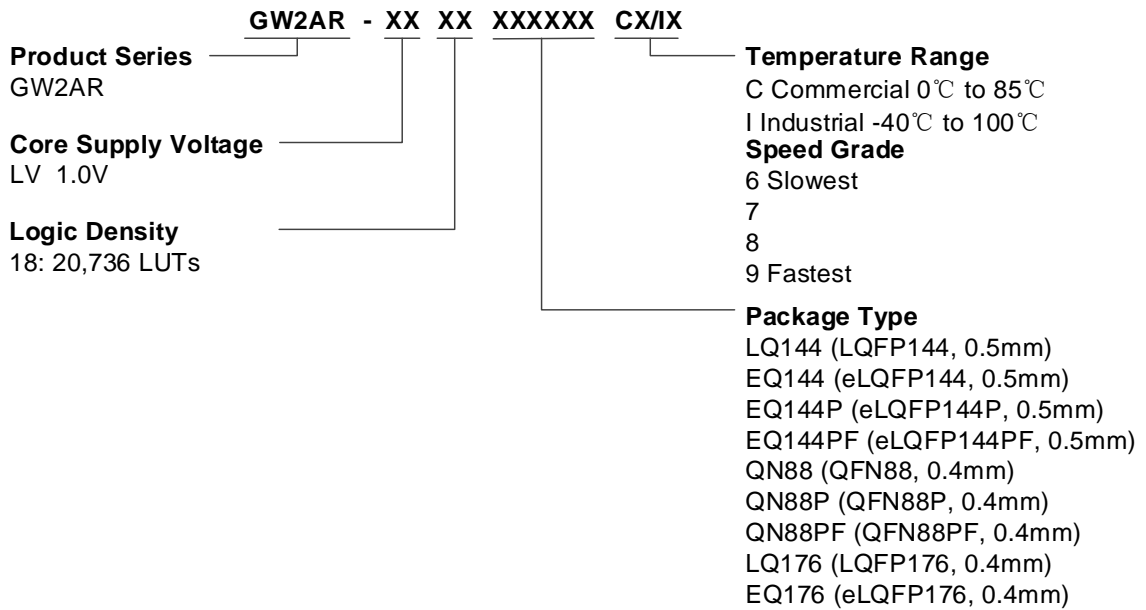 GW2AR - XX XX XXXXXX CX/IX
Product Series
GW2AR
Core Supply Voltage
LV 1.0V
Logic Density
18: 20,736 LUTs
Temperature Range
C Commercial 0℃ to 85℃
I Industrial -40℃ to 100℃
Speed Grade
6 Slowest
7
8
9 Fastest
Package Type
LQ144 (LQFP144, 0.5mm)
EQ144 (eLQFP144, 0.5mm)
EQ144P (eLQFP144P, 0.5mm)
EQ144PF (eLQFP144PF, 0.5mm)
QN88 (QFN88, 0.4mm)
QN88P (QFN88P, 0.4mm)
QN88PF (QFN88PF, 0.4mm)
LQ176 (LQFP176, 0.4mm)
EQ176 (eLQFP176, 0.4mm)